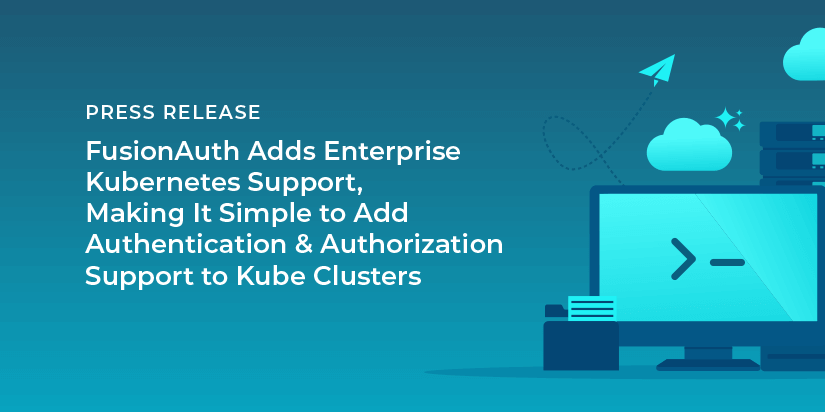 PRESS RELEASE
FusionAuth Adds Enterprise
Kubernetes Support,
Making It Simple to Add
Authentication & Authorization
Support to Kube Clusters